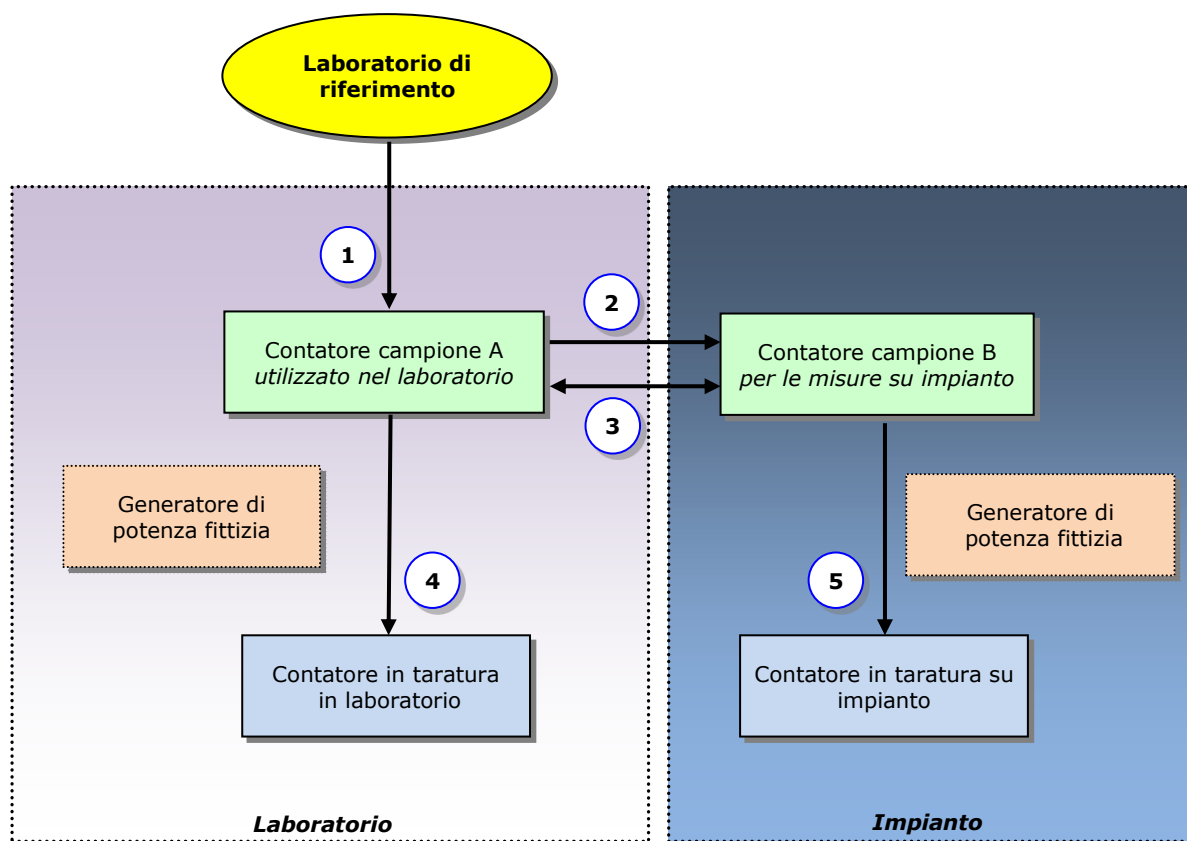 Laboratorio di
riferimento
1
2
Contatore campione A
utilizzato nel laboratorio
Contatore campione B
per le misure su impianto
3
Generatore di
potenza fittizia
Generatore di
potenza fittizia
4
5
Contatore in taratura
in laboratorio
Contatore in taratura su
impianto
Laboratorio
Impianto